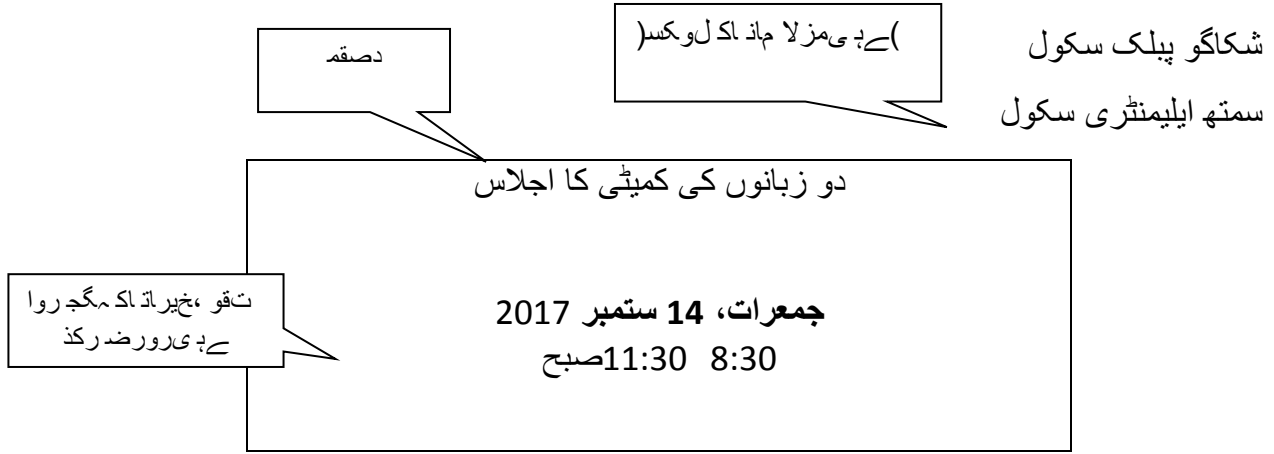 شکاگو پبلک سکول
)ےہ یمزلا مان اک لوکس(
دصقم
سمتھ ایلیمنٹری سکول
دو زبانوں کی کمیٹی کا اجلاس
تقو ،خیرات اک ہگج روا
ےہ یرورض رکذ
جمعرات، 14 ستمبر 2017
8:30 11:30صبح